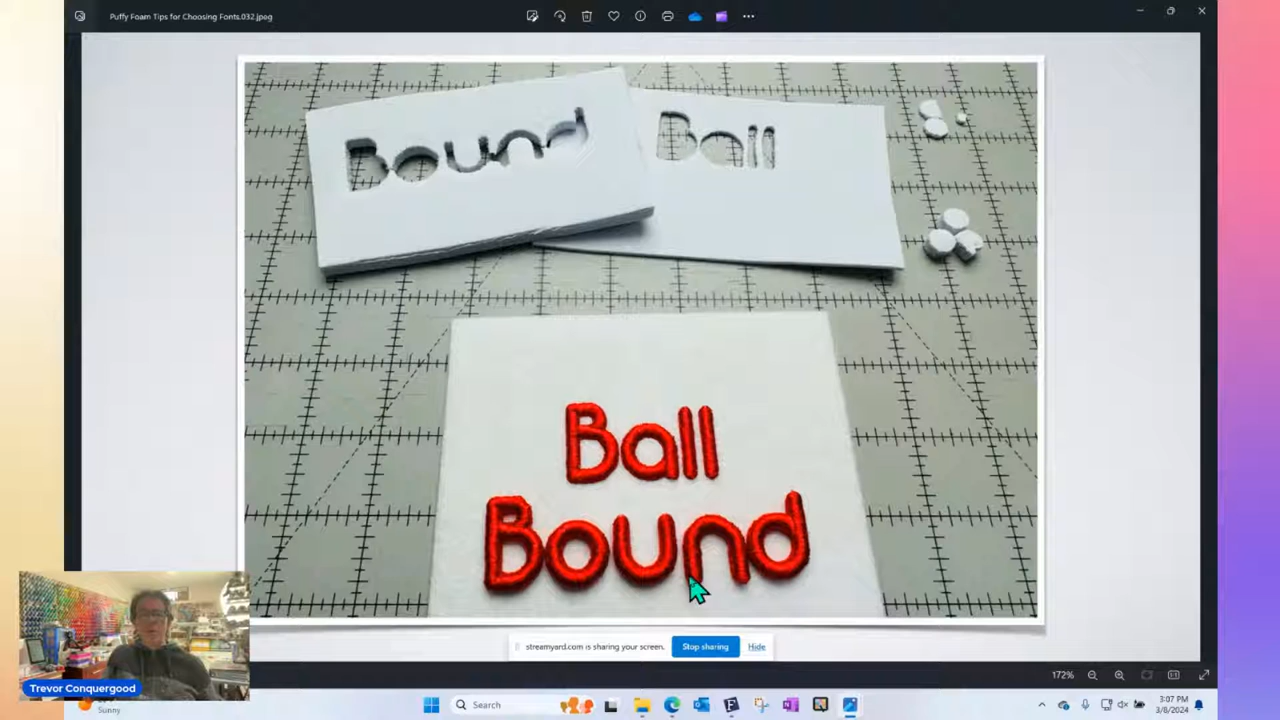 Puffy Foam Tips for Choosing Fonts.032.jpeg
Bound
Ball
Ball
Bound
streamyard.com is sharing your screen.
Stop sharing
Hide
Trevor Conquergood
172%
Sunny
Search
3:07 PM
3/8/2024